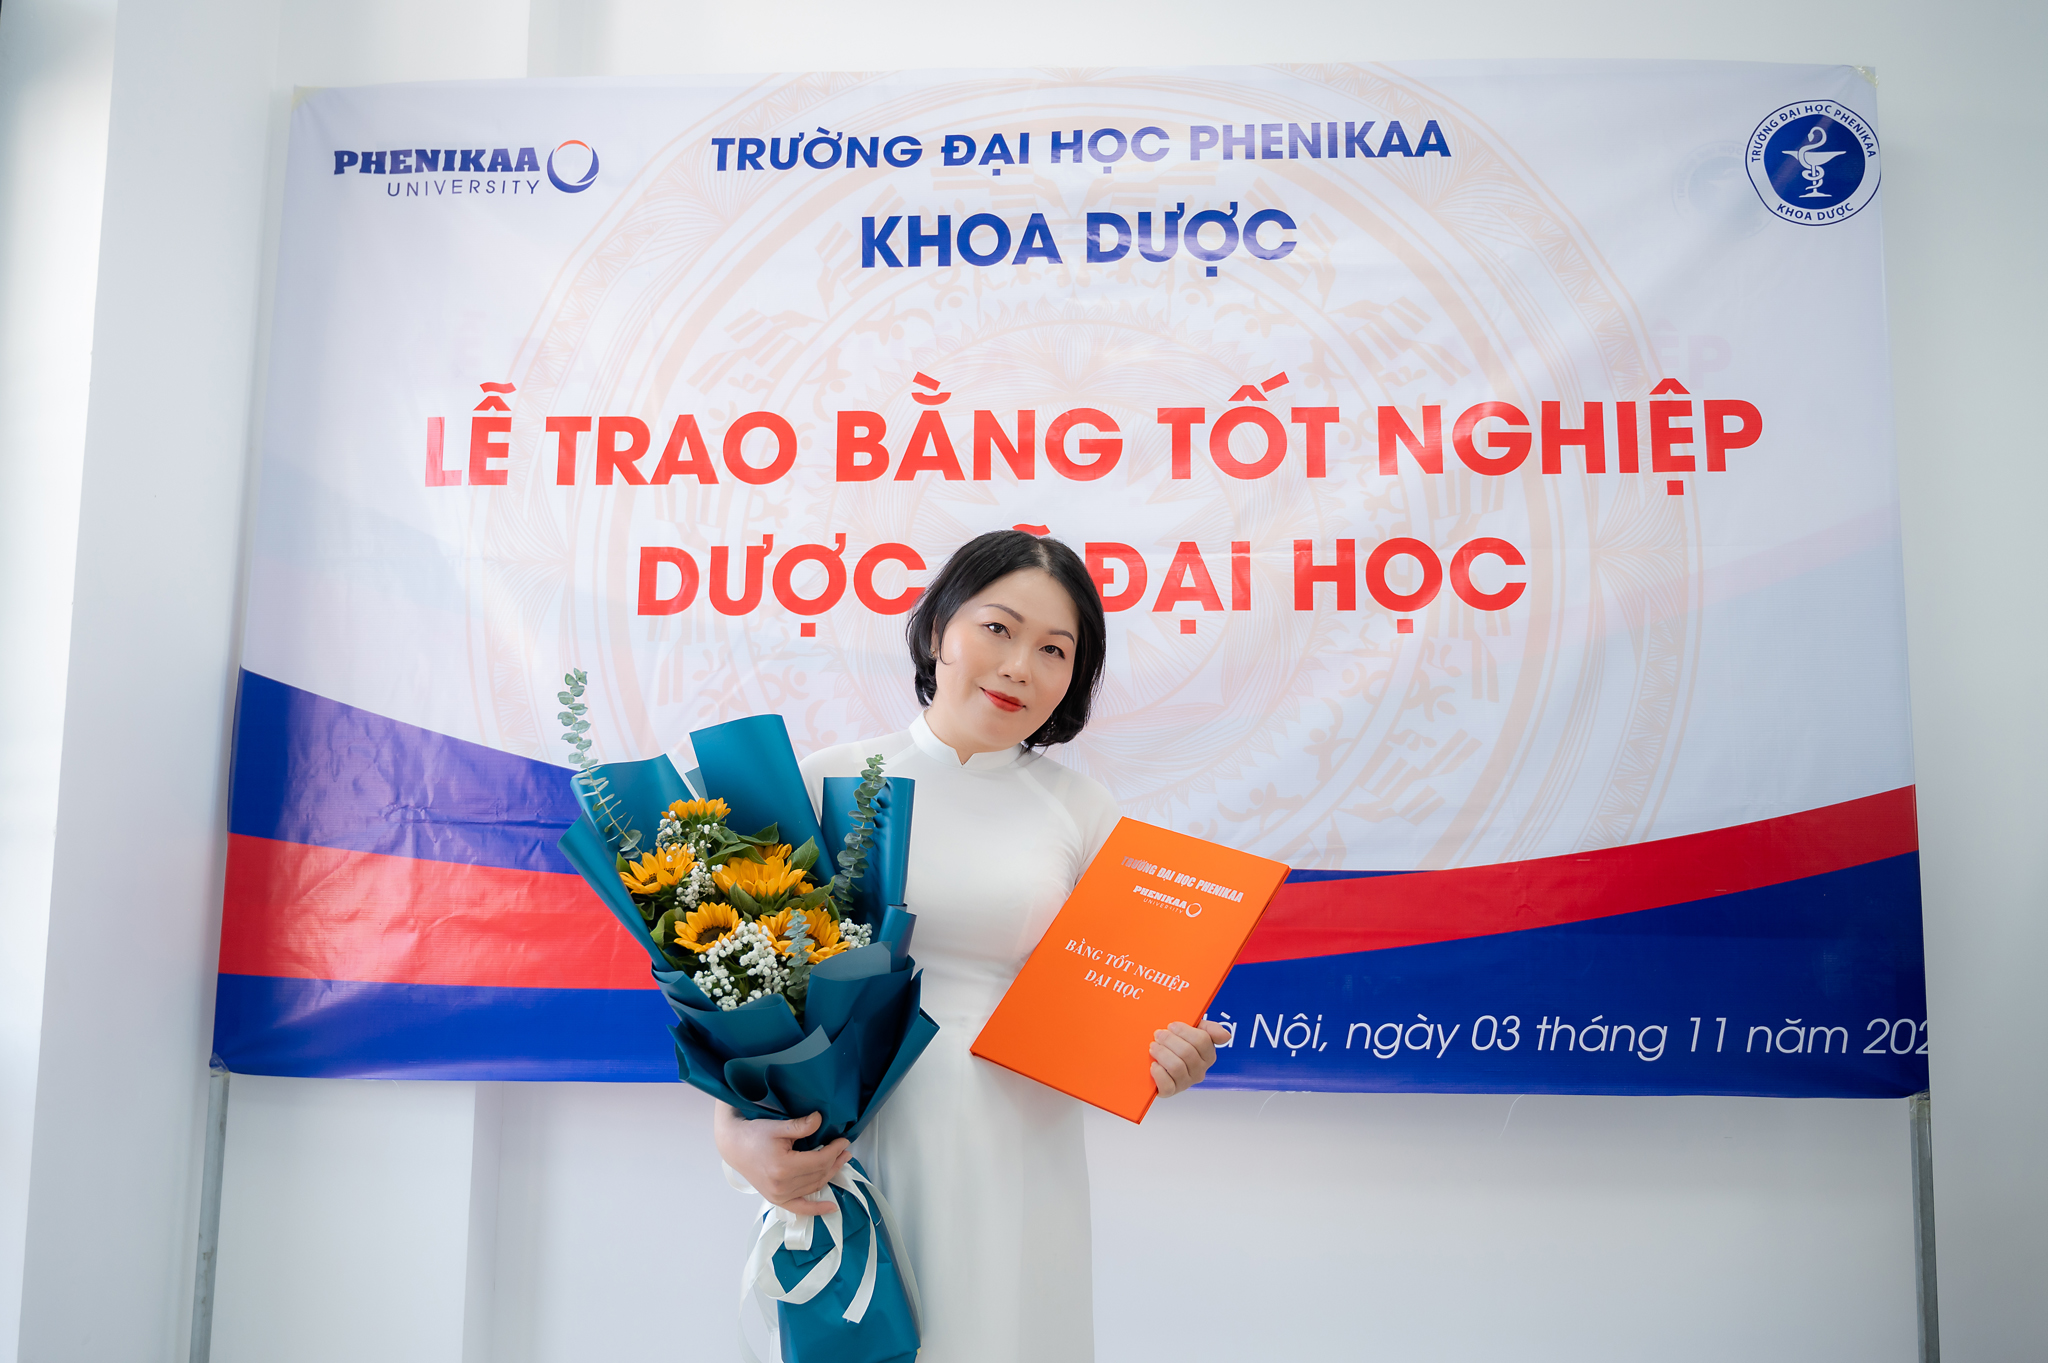 PHENIKAA
UNIVERSITY
TRƯỜNG ĐẠI HỌC PHENIKAA
KHOA DƯỢC
TRƯỜNG ĐẠI HỌC PHENIKAA
KHOA DƯỢC
LỄ TRAO BẰNG TỐT NGHIỆP
DƯỢC ĐẠI HỌC
TRƯỜNG ĐẠI HỌC PHENIKAA
PHENIKAA
UNIVERSITY
BẰNG TỐT NGHIỆP
ĐẠI HỌC
Nội, ngày 03 tháng 11 năm